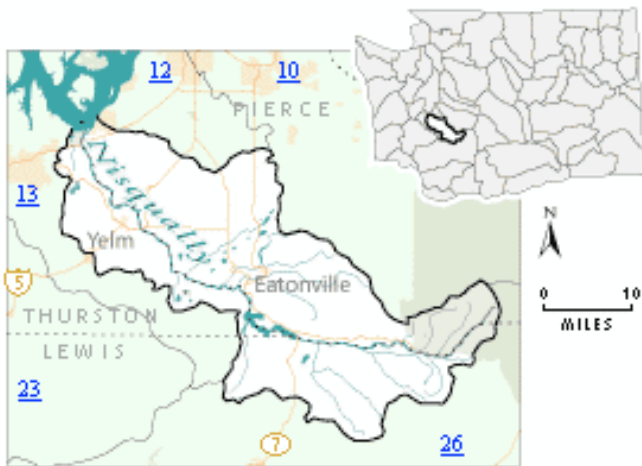 12
10
PIERCE
Nisqually
13
Yelm
N
5
Eatonville
0 10
MILES
THURSTON
LEWIS
23
7
26